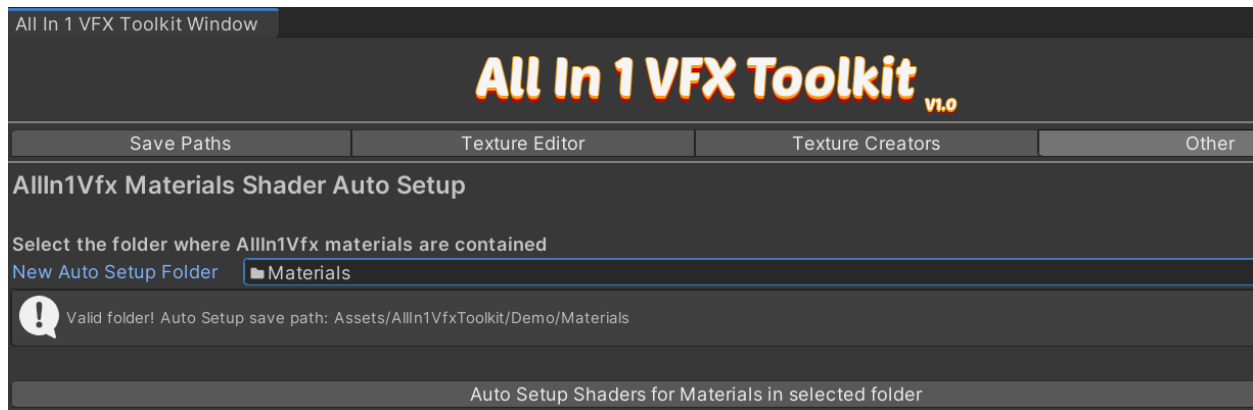 All In 1 VFX Toolkit Window
All In 1 VFX Toolkit V1.0
Save Paths Texture Editor Texture Creators Other
AllIn1Vfx Materials Shader Auto Setup
Select the folder where AllIn1Vfx materials are contained
New Auto Setup Folder Materials
Valid folder! Auto Setup save path: Assets/AllIn1VfxToolkit/Demo/Materials
Auto Setup Shaders for Materials in selected folder